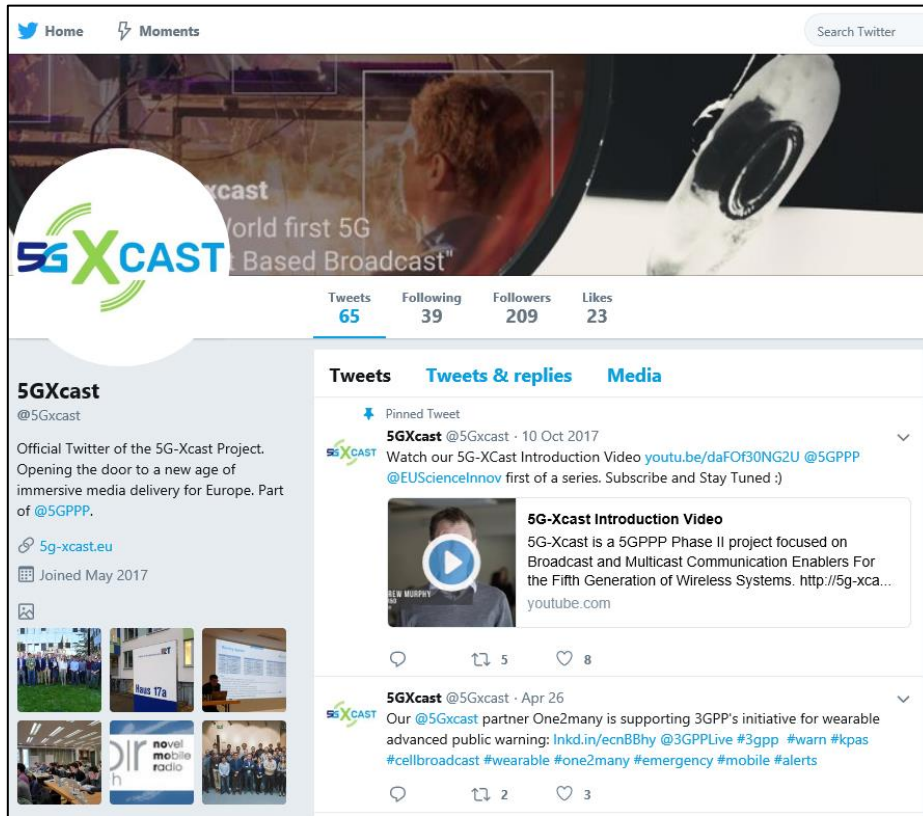 Home
Moments
Search Twitter
xcast
World first 5G
t Based Broadcast"
5G XCAST
Tweets Following Followers Likes
65 39 209 23
5GXcast
@5Gxcast
Official Twitter of the 5G-Xcast Project.
Opening the door to a new age of
immersive media delivery for Europe. Part
of @5GPPP.
5g-xcast.eu
Joined May 2017
Haus 17a
novel
mobile
radio
Tweets Tweets & replies Media
Pinned Tweet
5GXcast @5Gxcast · 10 Oct 2017
5G XCAST
Watch our 5G-XCast Introduction Video youtu.be/daFOf30NG2U @5GPPP
@EUScienceInnov first of a series. Subscribe and Stay Tuned :)
REW MURPHY
5G-Xcast Introduction Video
5G-Xcast is a 5GPPP Phase II project focused on
Broadcast and Multicast Communication Enablers For
the Fifth Generation of Wireless Systems. http://5g-xca...
youtube.com
5 8
5GXcast @5Gxcast · Apr 26
5G XCAST
Our @5Gxcast partner One2many is supporting 3GPP's initiative for wearable
advanced public warning: lnkd.in/ecnBBhy @3GPPLive #3gpp #warn #kpas
#cellbroadcast #wearable #one2many #emergency #mobile #alerts
2 3